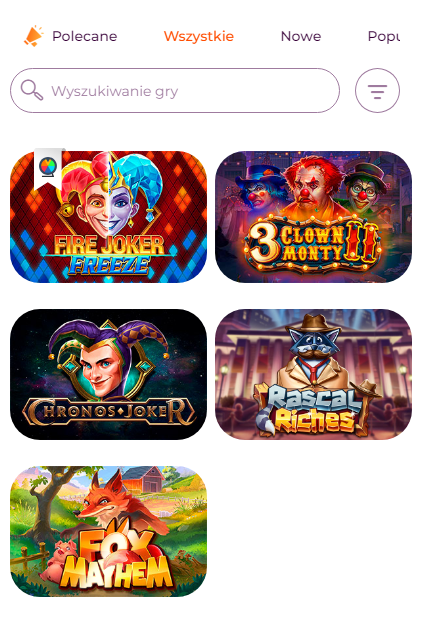 Polecane Wszystkie Nowe Popu
Wyszukiwanie gry
FIRE JOKER
FREEZE
3 CLOWN
MONTY II
CHRONOS JOKER
RASCAL
RICHES
FOX
MAYHEM